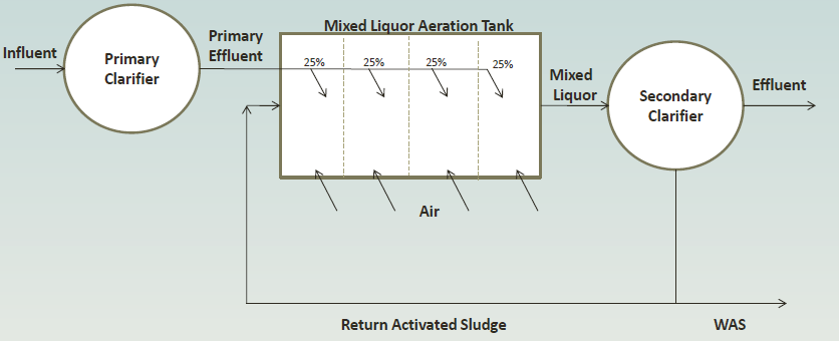 Mixed Liquor Aeration Tank
Influent
Primary
Clarifier
Primary
Effluent
25%
25%
25%
25%
Mixed
Liquor
Secondary
Clarifier
Effluent
Air
Return Activated Sludge
WAS